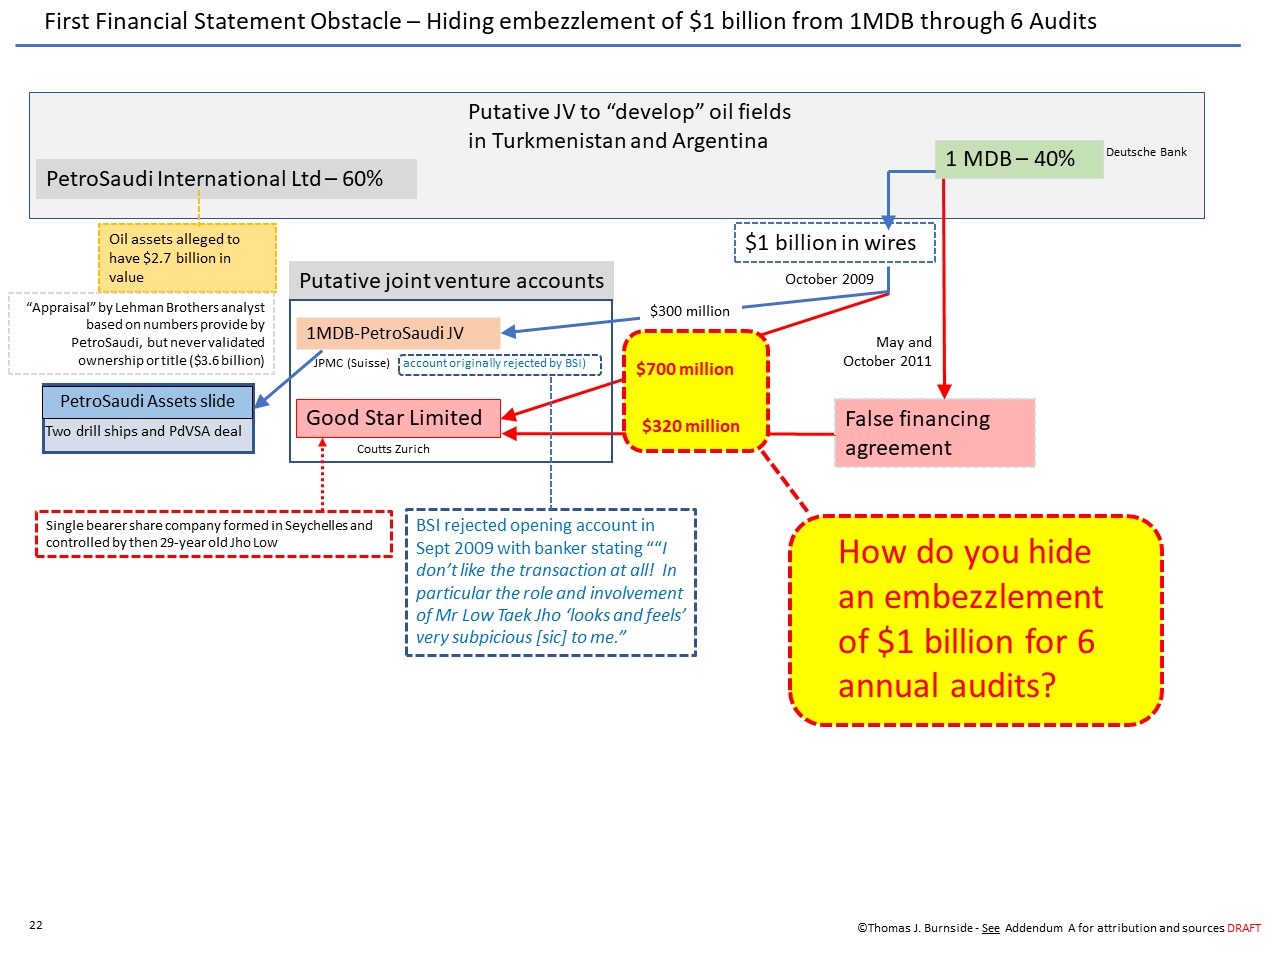 First Financial Statement Obstacle – Hiding embezzlement of $1 billion from 1MDB through 6 Audits
Putative JV to “develop” oil fields
in Turkmenistan and Argentina
1 MDB – 40%
Deutsche Bank
PetroSaudi International Ltd – 60%
Oil assets alleged to
have $2.7 billion in
value
$1 billion in wires
October 2009
Putative joint venture accounts
“Appraisal” by Lehman Brothers analyst
based on numbers provide by
PetroSaudi, but never validated
ownership or title ($3.6 billion)
$300 million
1MDB-PetroSaudi JV
JPMC (Suisse)
account originally rejected by BSI)
May and
October 2011
$700 million
$320 million
PetroSaudi Assets slide
Two drill ships and PdVSA deal
Good Star Limited
Coutts Zurich
False financing
agreement
Single bearer share company formed in Seychelles and
controlled by then 29-year old Jho Low
BSI rejected opening account in
Sept 2009 with banker stating ““I
don’t like the transaction at all!  In
particular the role and involvement
of Mr Low Taek Jho ‘looks and feels’
very subpicious [sic] to me.”
How do you hide
an embezzlement
of $1 billion for 6
annual audits?
22
©Thomas J. Burnside - See Addendum A for attribution and sources DRAFT